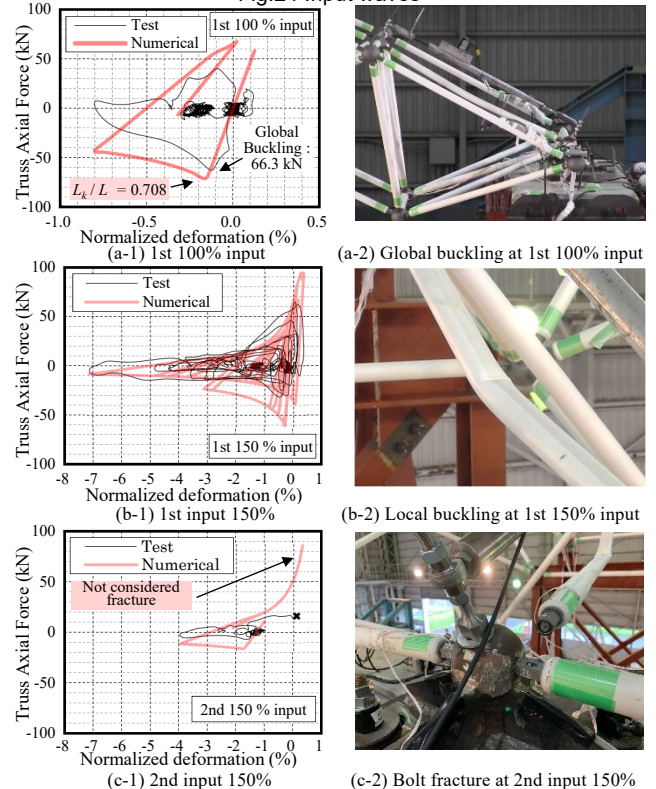 Fig.2 Input waves
Truss Axial Force (kN)
100
50
0
-50
-100
Test
Numerical
1st 100 % input
Global
Buckling :
66.3 kN
L_k / L = 0.708
-1.0 -0.5 0.0 0.5
Normalized deformation (%)
(a-1) 1st 100% input
(a-2) Global buckling at 1st 100% input
Truss Axial Force (kN)
100
50
0
-50
-100
Test
Numerical
1st 150 % input
-8 -7 -6 -5 -4 -3 -2 -1 0 1
Normalized deformation (%)
(b-1) 1st input 150%
(b-2) Local buckling at 1st 150% input
Truss Axial Force (kN)
100
50
0
-50
-100
Test
Numerical
Not considered
fracture
2nd 150 % input
-8 -7 -6 -5 -4 -3 -2 -1 0 1
Normalized deformation (%)
(c-1) 2nd input 150%
(c-2) Bolt fracture at 2nd input 150%